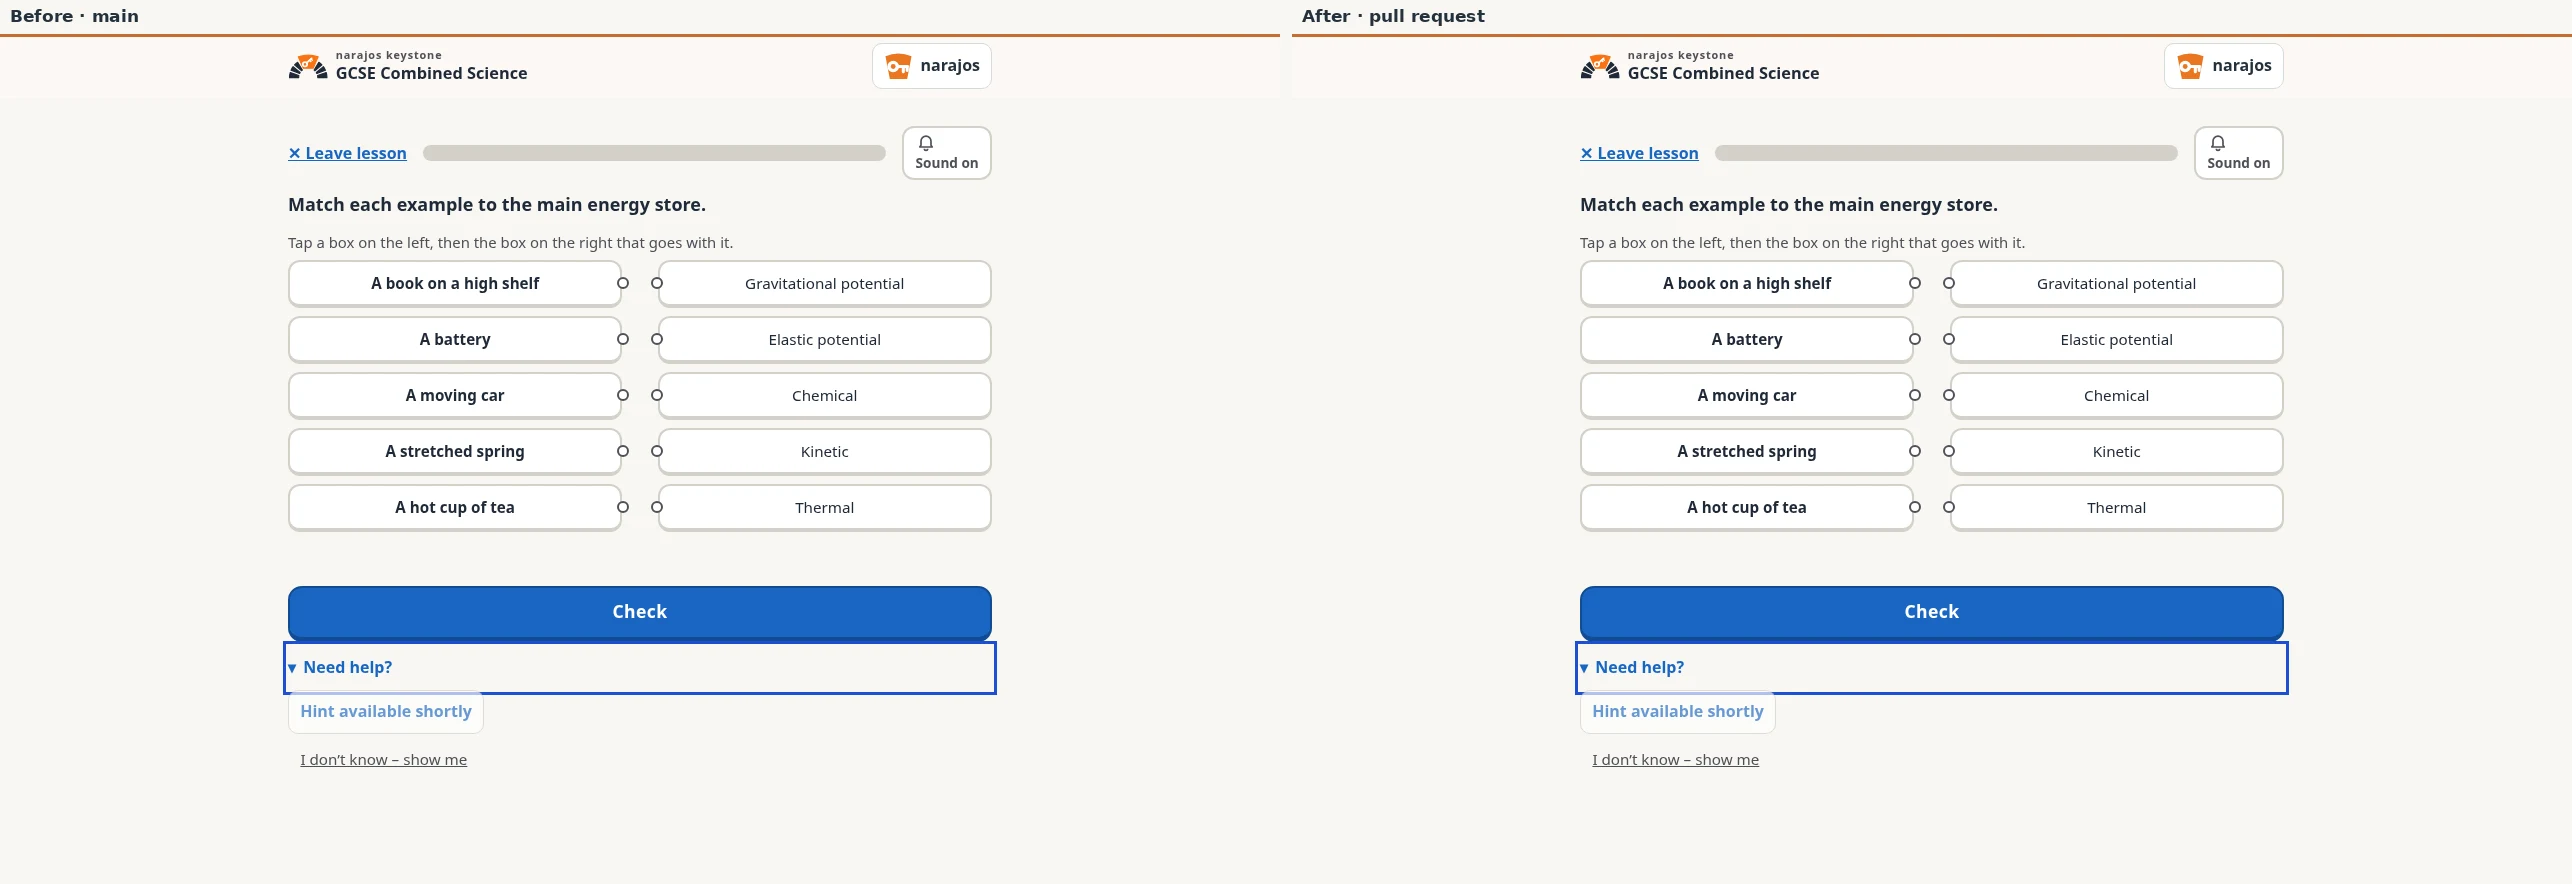 Before · main
narajos keystone
GCSE Combined Science
narajos
✕ Leave lesson
Sound on
Match each example to the main energy store.
Tap a box on the left, then the box on the right that goes with it.
A book on a high shelf
Gravitational potential
A battery
Elastic potential
A moving car
Chemical
A stretched spring
Kinetic
A hot cup of tea
Thermal
Check
▾ Need help?
Hint available shortly
I don’t know – show me
After · pull request
narajos keystone
GCSE Combined Science
narajos
✕ Leave lesson
Sound on
Match each example to the main energy store.
Tap a box on the left, then the box on the right that goes with it.
A book on a high shelf
Gravitational potential
A battery
Elastic potential
A moving car
Chemical
A stretched spring
Kinetic
A hot cup of tea
Thermal
Check
▾ Need help?
Hint available shortly
I don’t know – show me